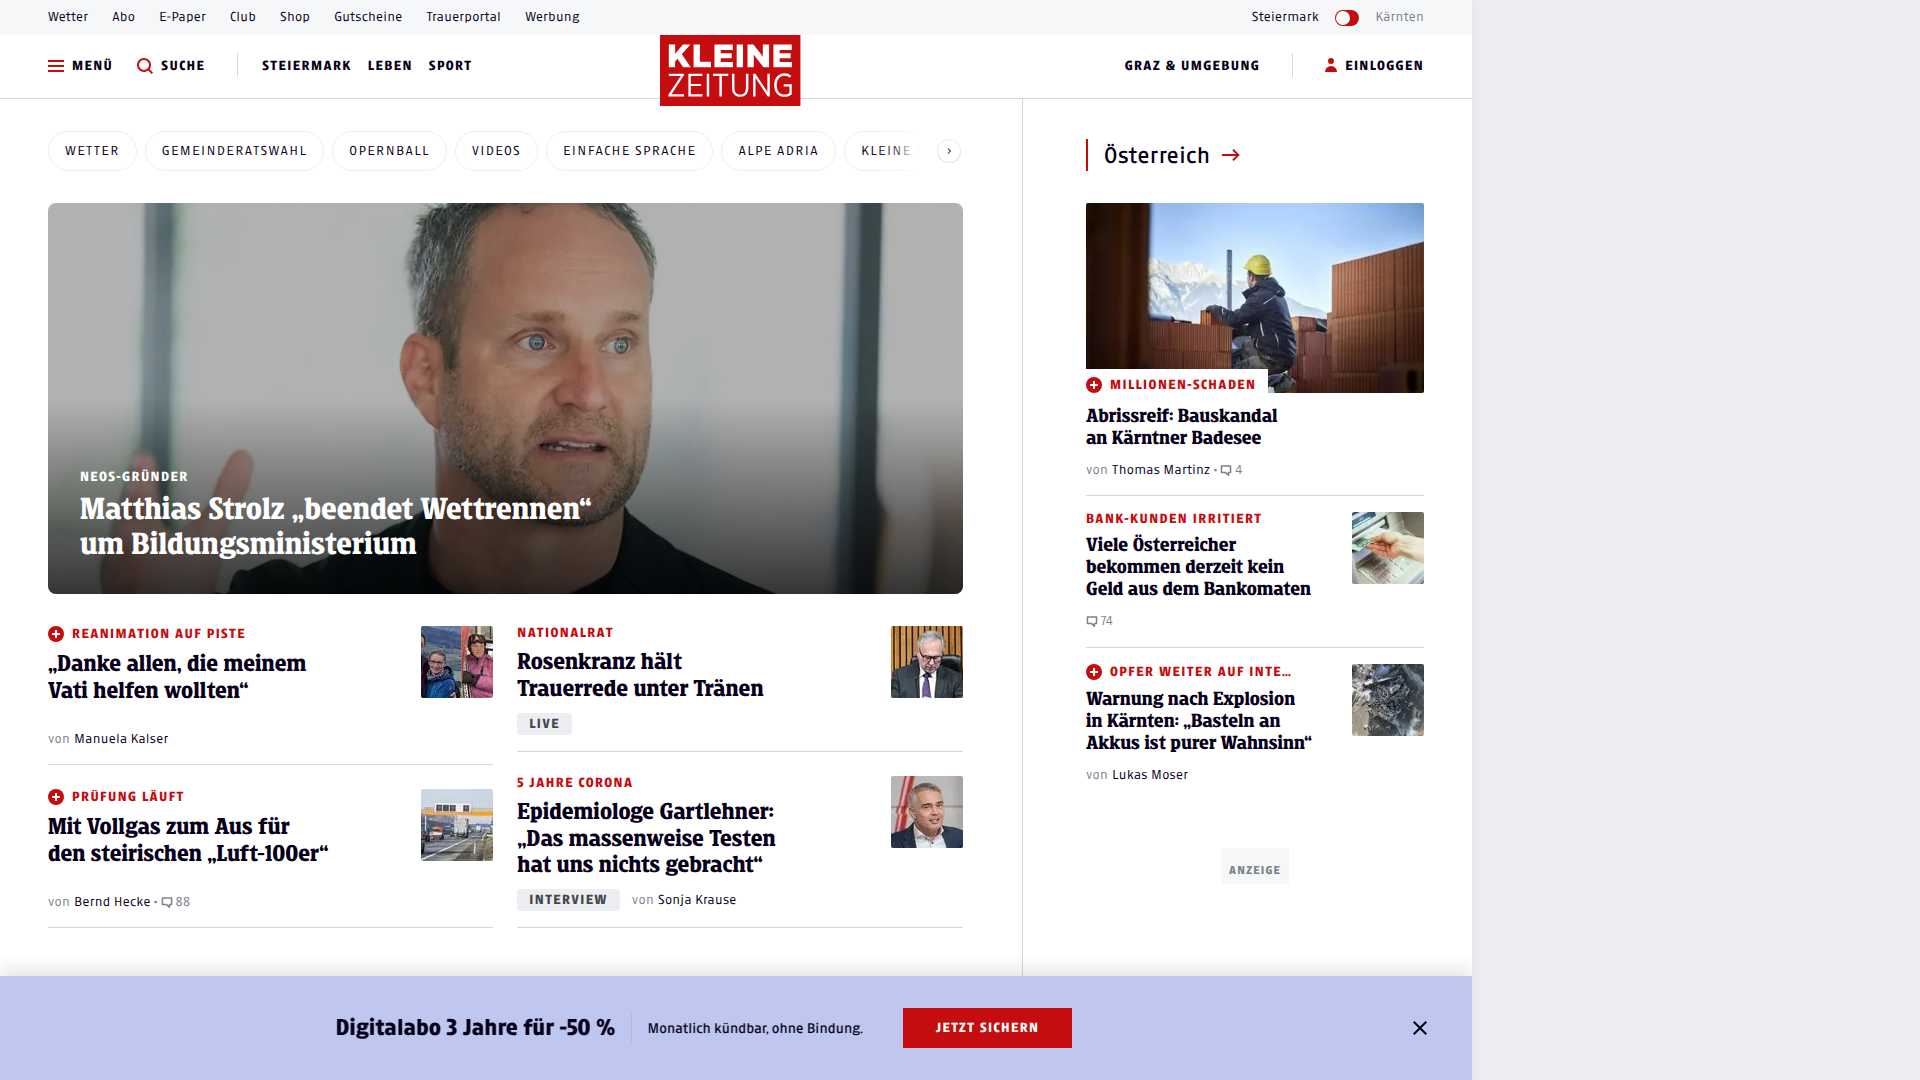 Wetter Abo E-Paper Club Shop Gutscheine Trauerportal Werbung Steiermark Kärnten
MENÜ SUCHE STEIERMARK LEBEN SPORT KLEINE ZEITUNG GRAZ & UMGEBUNG EINLOGGEN
WETTER GEMEINDERATSWAHL OPERNBALL VIDEOS EINFACHE SPRACHE ALPE ADRIA KLEINE
NEOS-GRÜNDER
Matthias Strolz „beendet Wettrennen“
um Bildungsministerium
REANIMATION AUF PISTE
„Danke allen, die meinem
Vati helfen wollten“
von Manuela Kalser
PRÜFUNG LÄUFT
Mit Vollgas zum Aus für
den steirischen „Luft-100er“
von Bernd Hecke · 88
NATIONALRAT
Rosenkranz hält
Trauerrede unter Tränen
LIVE
5 JAHRE CORONA
Epidemiologe Gartlehner:
„Das massenweise Testen
hat uns nichts gebracht“
INTERVIEW von Sonja Krause
Österreich
MILLIONEN-SCHADEN
Abrissreif: Bauskandal
an Kärntner Badesee
von Thomas Martinz · 4
BANK-KUNDEN IRRITIERT
Viele Österreicher
bekommen derzeit kein
Geld aus dem Bankomaten
74
OPFER WEITER AUF INTE…
Warnung nach Explosion
in Kärnten: „Basteln an
Akkus ist purer Wahnsinn“
von Lukas Moser
ANZEIGE
Digitalabo 3 Jahre für -50 % Monatlich kündbar, ohne Bindung. JETZT SICHERN